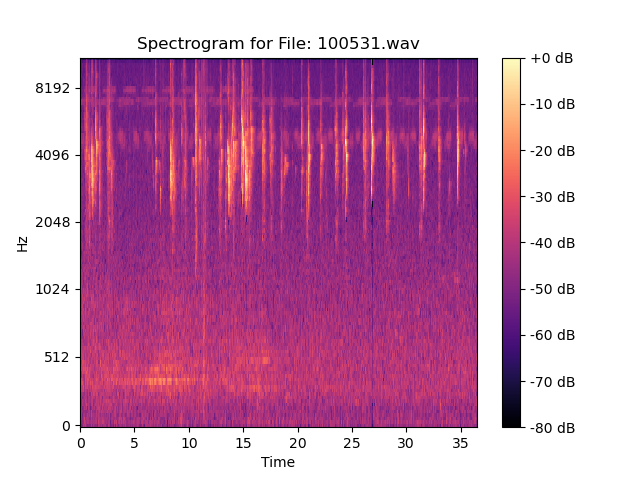 Spectrogram for File: 100531.wav
Hz
8192
4096
2048
1024
512
0
0 5 10 15 20 25 30 35
Time
+0 dB
-10 dB
-20 dB
-30 dB
-40 dB
-50 dB
-60 dB
-70 dB
-80 dB